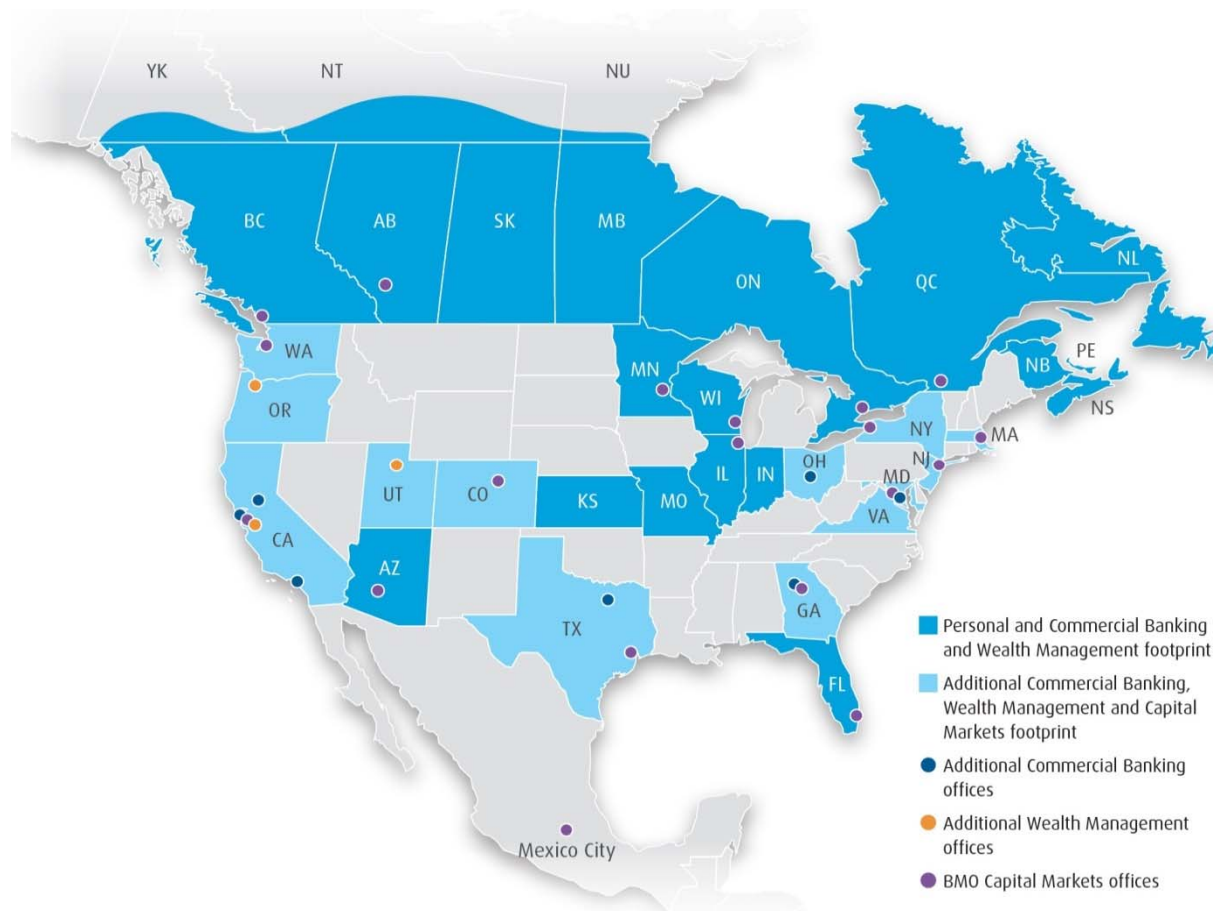 YK
NT
NU
BC
AB
SK
MB
ON
QC
NL
WA
OR
MN
WI
NB
PE
NS
NY
MA
UT
CO
KS
MO
IL
IN
OH
NJ
MD
VA
CA
AZ
TX
GA
FL
Mexico City
Personal and Commercial Banking
and Wealth Management footprint
Additional Commercial Banking,
Wealth Management and Capital
Markets footprint
Additional Commercial Banking
offices
Additional Wealth Management
offices
BMO Capital Markets offices